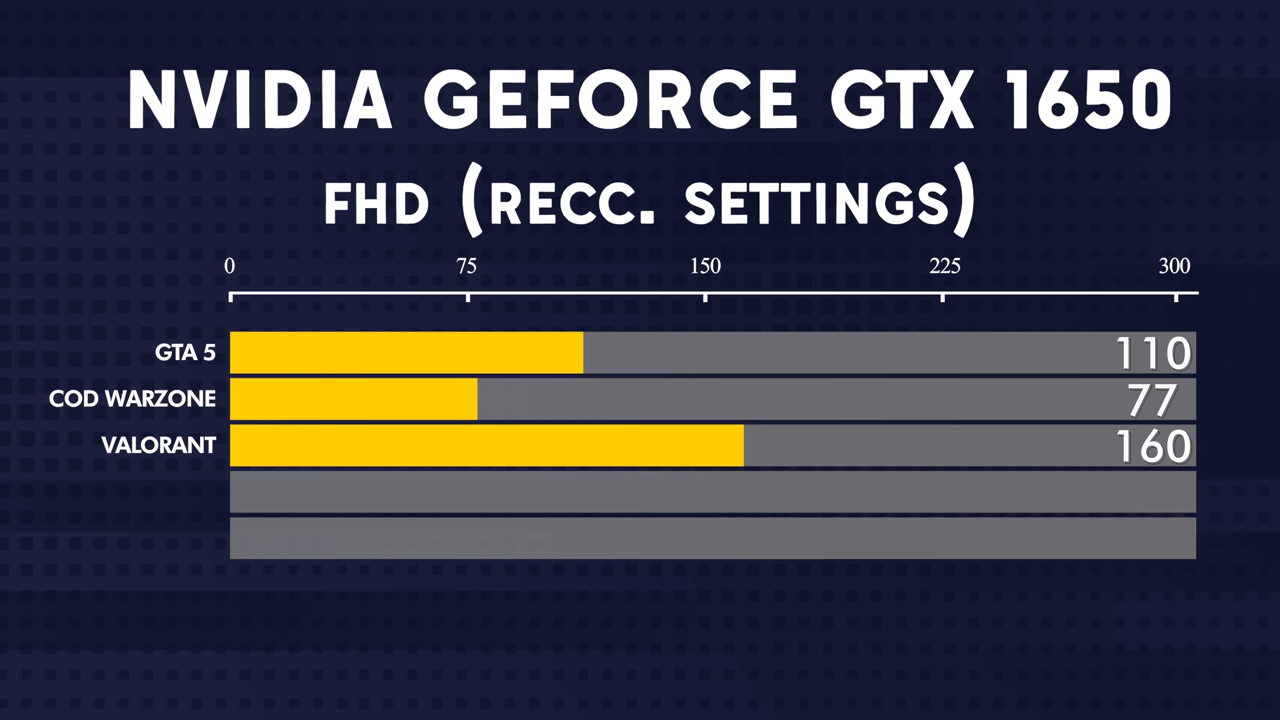 NVIDIA GEFORCE GTX 1650
FHD (RECC. SETTINGS)
0 75 150 225 300
GTA 5 110
COD WARZONE 77
VALORANT 160